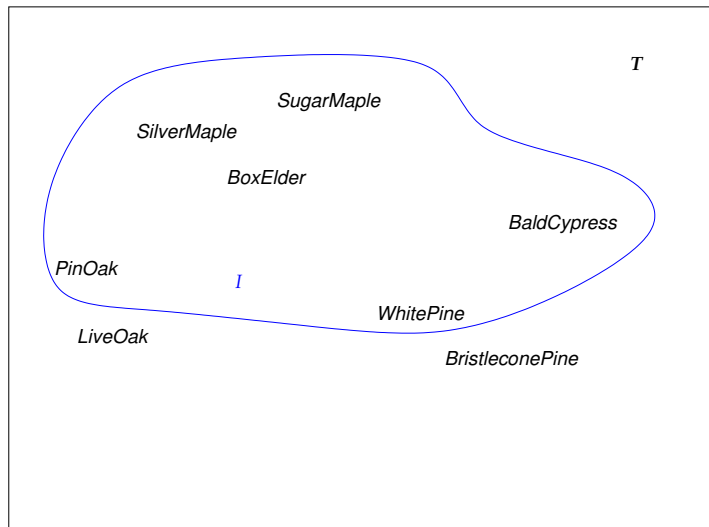 T
SugarMaple
SilverMaple
BoxElder
BaldCypress
PinOak
I
WhitePine
LiveOak
BristleconePine